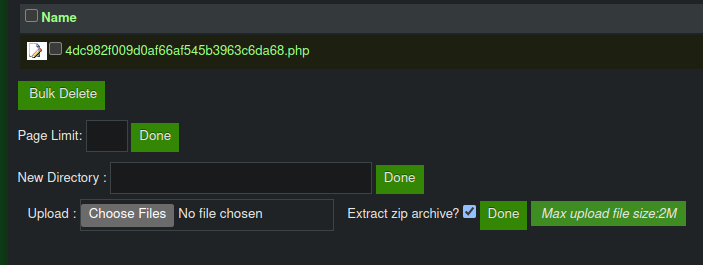 Name
4dc982f009d0af66af545b3963c6da68.php
Bulk Delete
Page Limit: Done
New Directory : Done
Upload : Choose Files No file chosen Extract zip archive? Done Max upload file size:2M